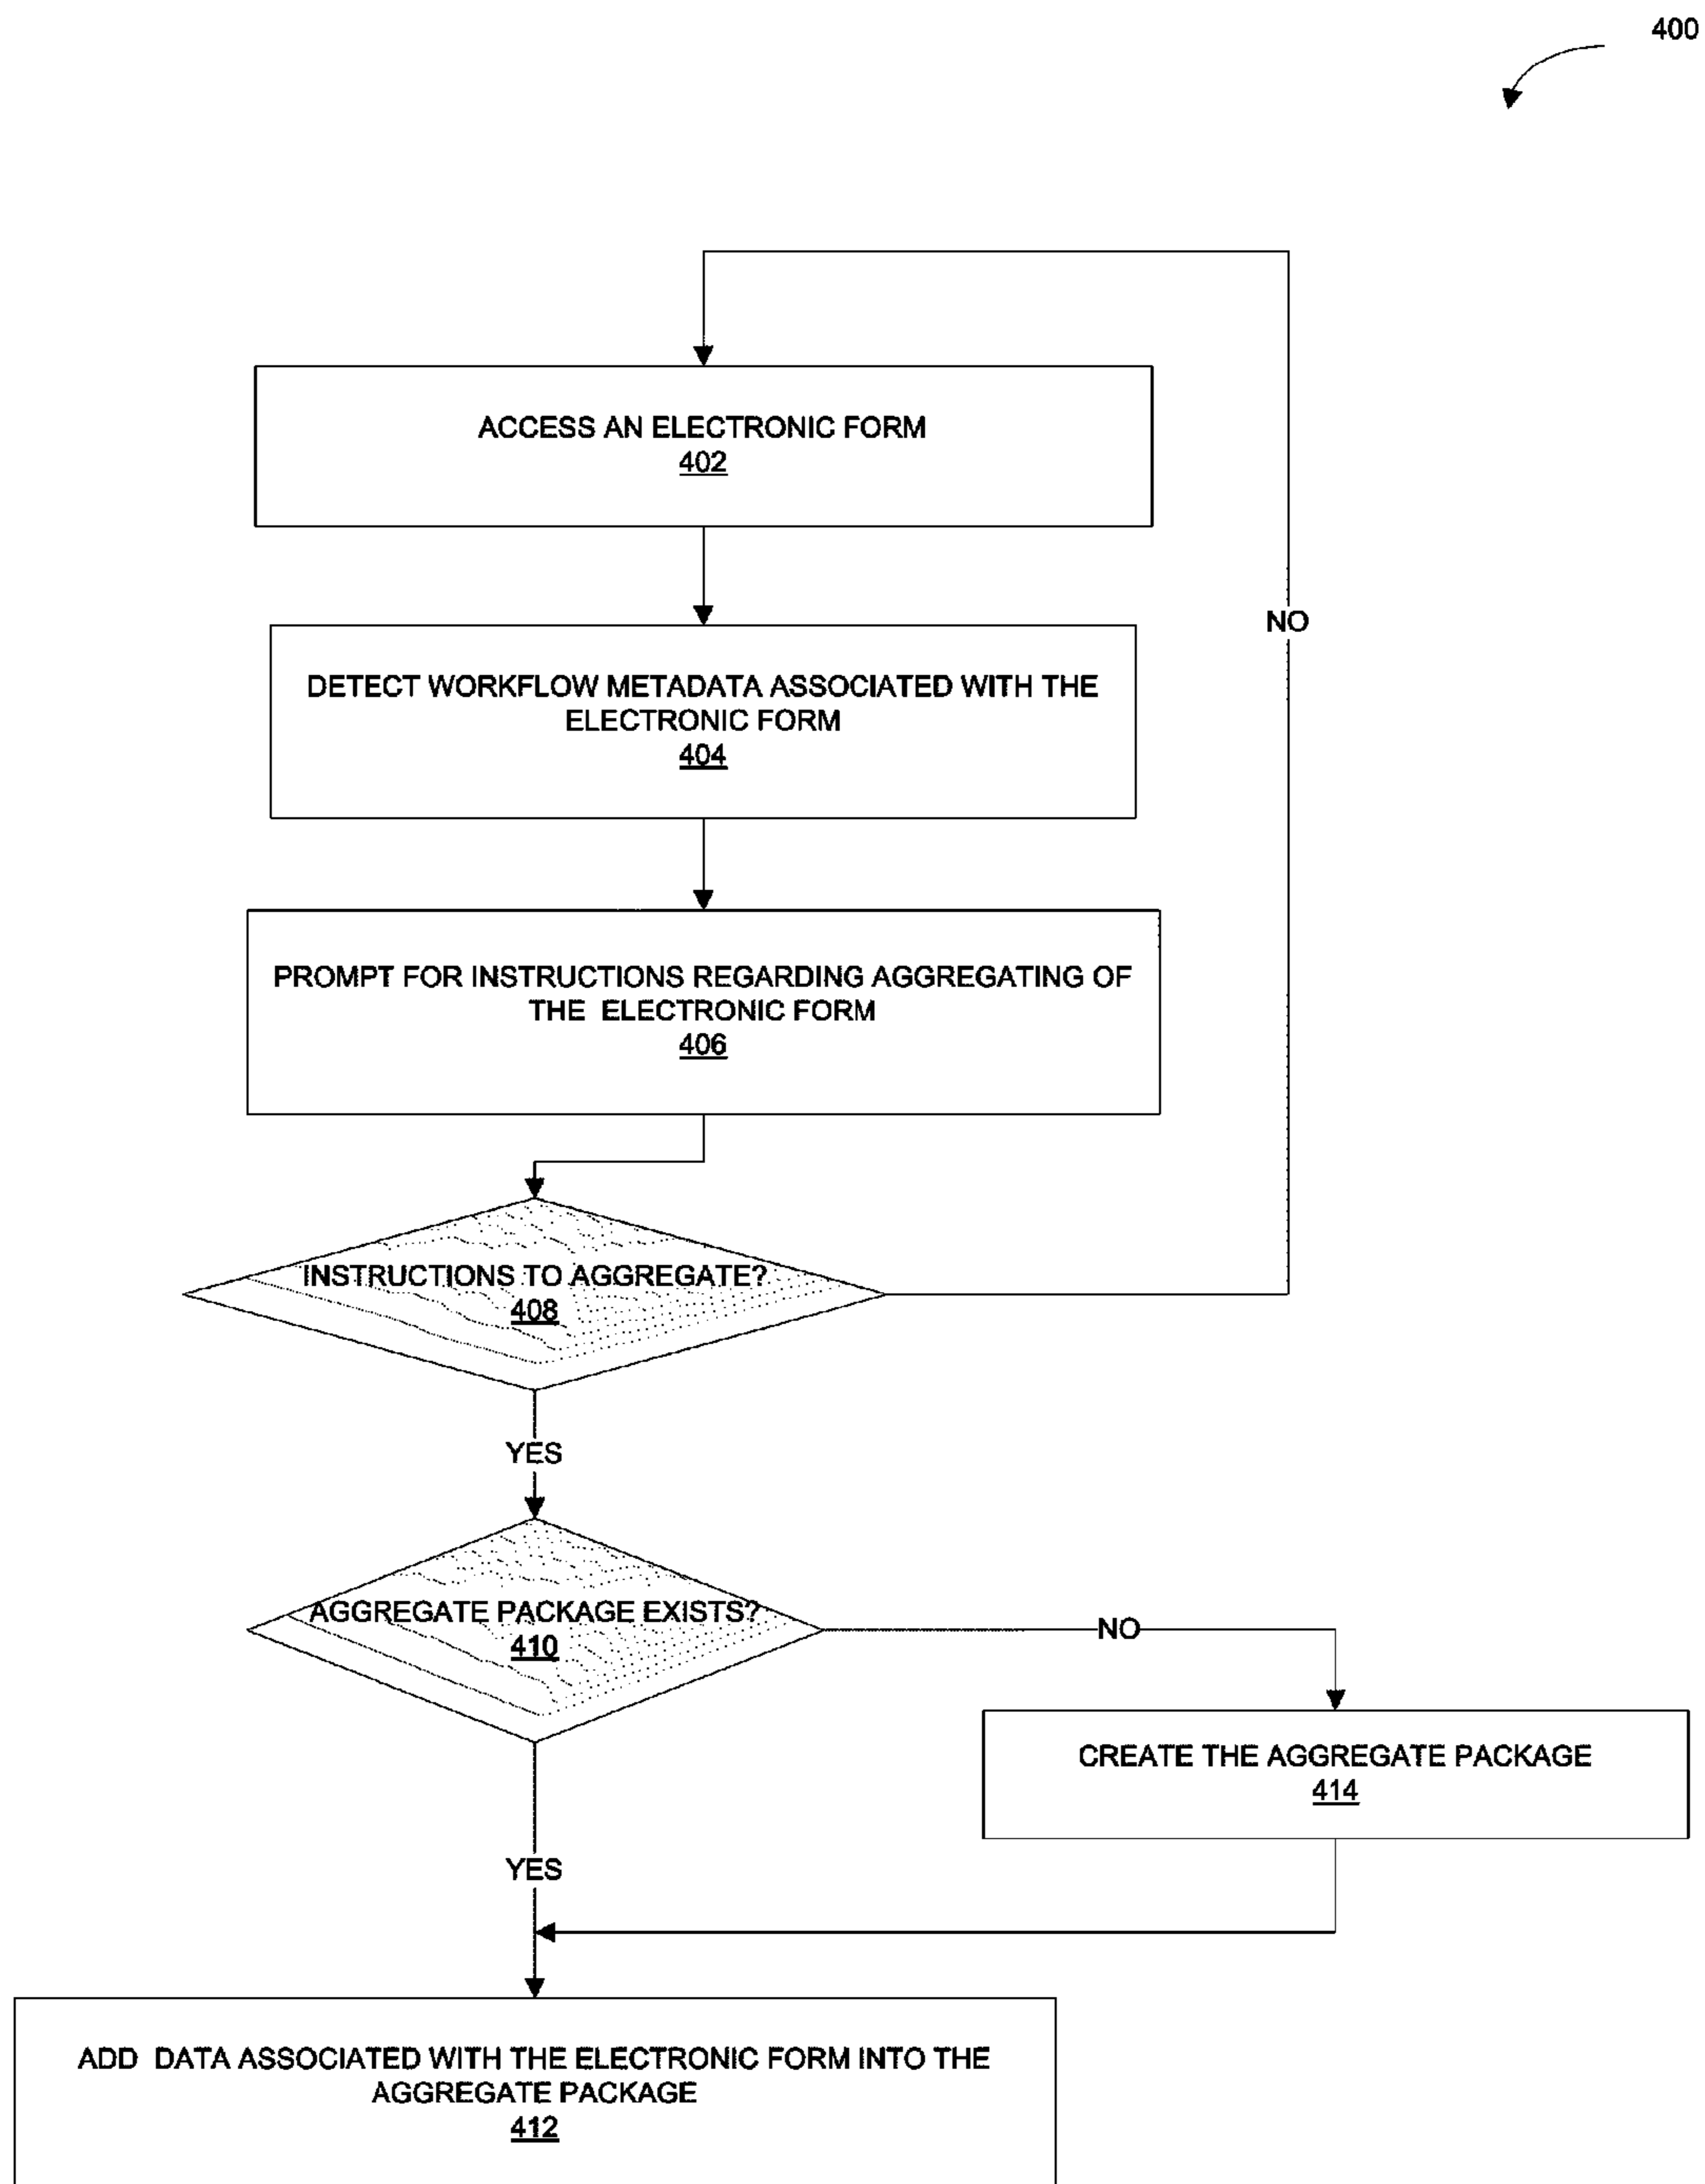 400
ACCESS AN ELECTRONIC FORM
402
DETECT WORKFLOW METADATA ASSOCIATED WITH THE
ELECTRONIC FORM
404
NO
PROMPT FOR INSTRUCTIONS REGARDING AGGREGATING OF
THE ELECTRONIC FORM
406
INSTRUCTIONS TO AGGREGATE?
408
YES
AGGREGATE PACKAGE EXISTS?
410
NO
CREATE THE AGGREGATE PACKAGE
414
YES
ADD DATA ASSOCIATED WITH THE ELECTRONIC FORM INTO THE
AGGREGATE PACKAGE
412